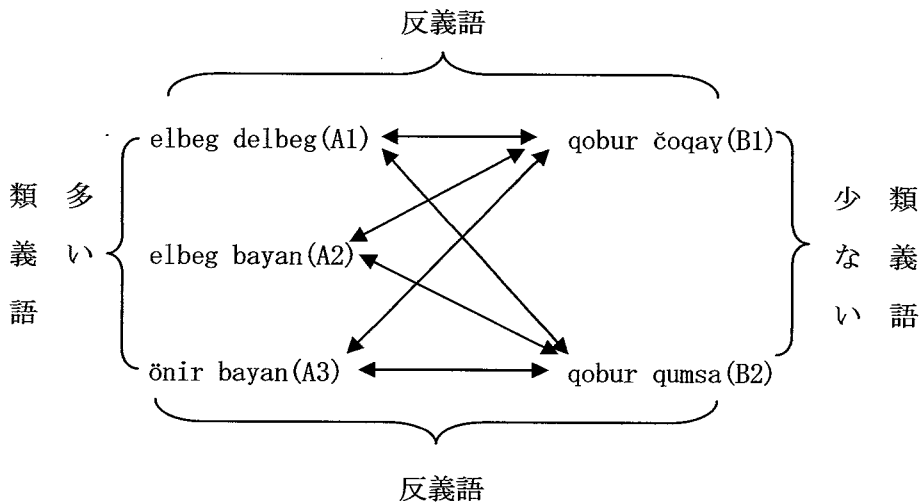 反義語
elbeg delbeg(A1)
qobur čoqaγ(B1)
elbeg bayan(A2)
önir bayan(A3)
qobur qumsa(B2)
多い
類義語
類義語
少ない
反義語